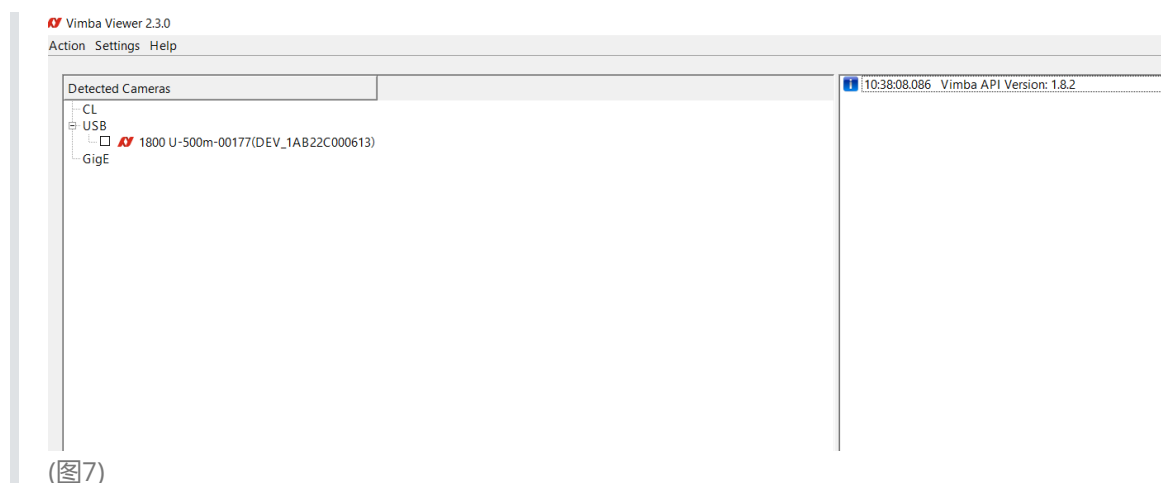 Vimba Viewer 2.3.0
Action Settings Help
Detected Cameras
CL
USB
1800 U-500m-00177(DEV_1AB22C000613)
GigE
10:38:08.086 Vimba API Version: 1.8.2
(图7)